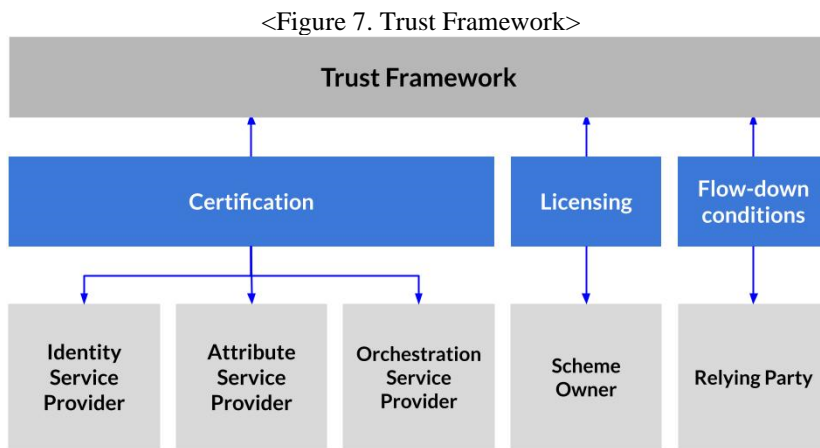 <Figure 7. Trust Framework>
Trust Framework
Certification
Licensing
Flow-down
conditions
Identity
Service
Provider
Attribute
Service
Provider
Orchestration
Service
Provider
Scheme
Owner
Relying Party